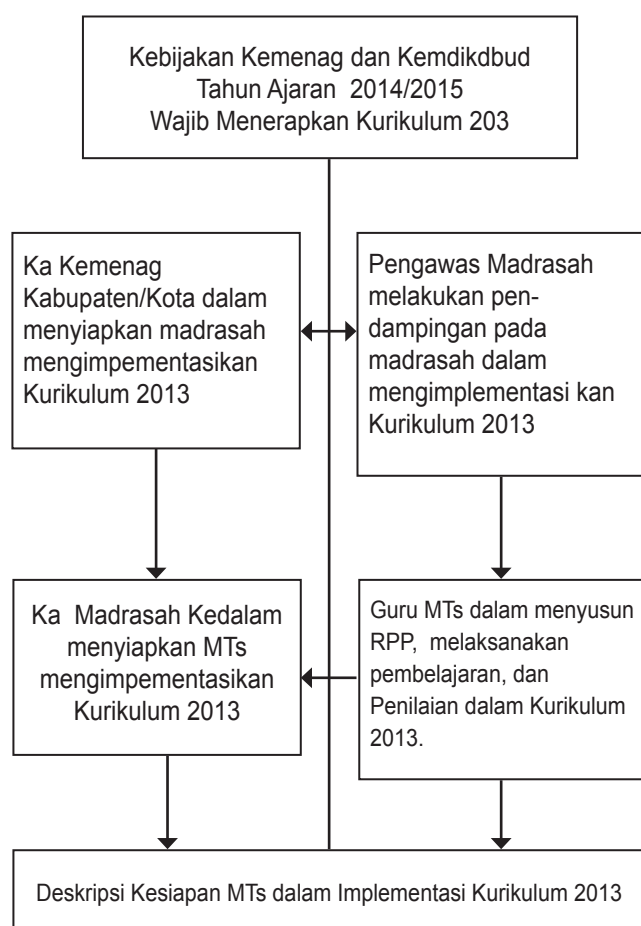 Kebijakan Kemenag dan Kemdikdbud
Tahun Ajaran 2014/2015
Wajib Menerapkan Kurikulum 203
Ka Kemenag
Kabupaten/Kota dalam
menyiapkan madrasah
mengimpementasikan
Kurikulum 2013
Pengawas Madrasah
melakukan pen-
dampingan pada
madrasah dalam
mengimplementasi kan
Kurikulum 2013
Ka Madrasah Kedalam
menyiapkan MTs
mengimpementasikan
Kurikulum 2013
Guru MTs dalam menyusun
RPP, melaksanakan
pembelajaran, dan
Penilaian dalam Kurikulum
2013.
Deskripsi Kesiapan MTs dalam Implementasi Kurikulum 2013